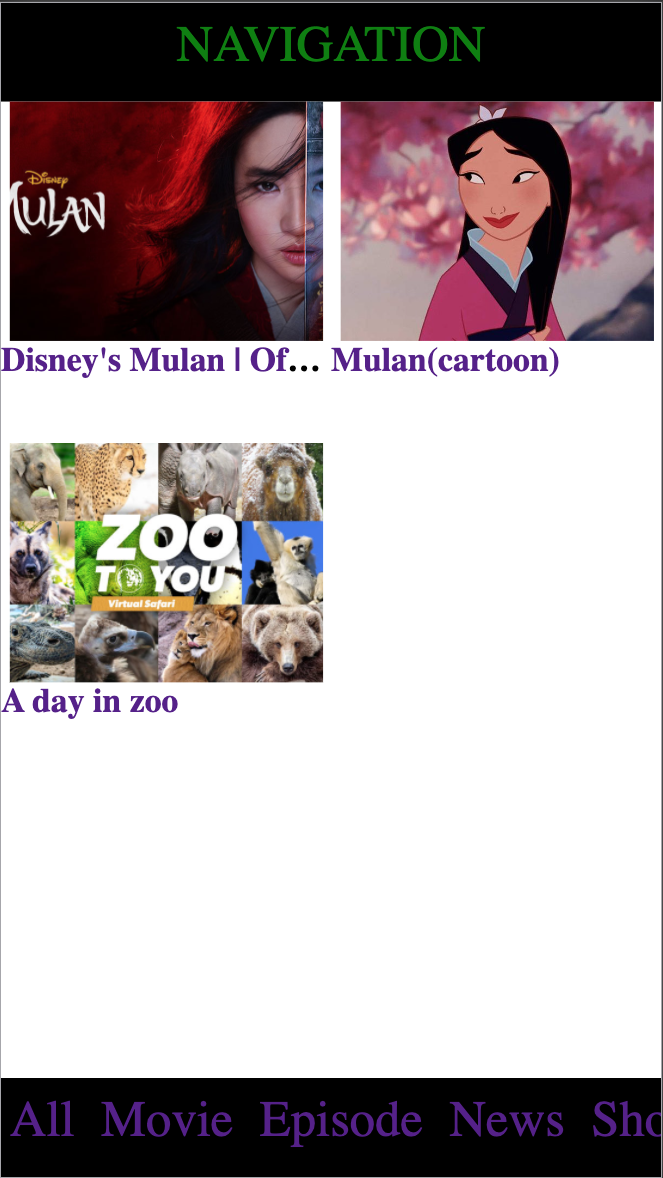 NAVIGATION
Disney
MULAN
Disney's Mulan | Of... Mulan(cartoon)
ZOO
TO YOU
Virtual Safari
A day in zoo
All Movie Episode News Sho